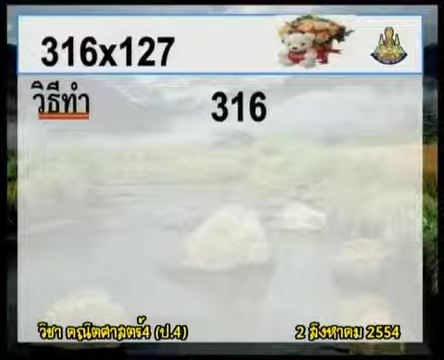 316x127
วิธีทำ
316
วิชา คณิตศาสตร์4 (ป.4)
2 สิงหาคม 2554